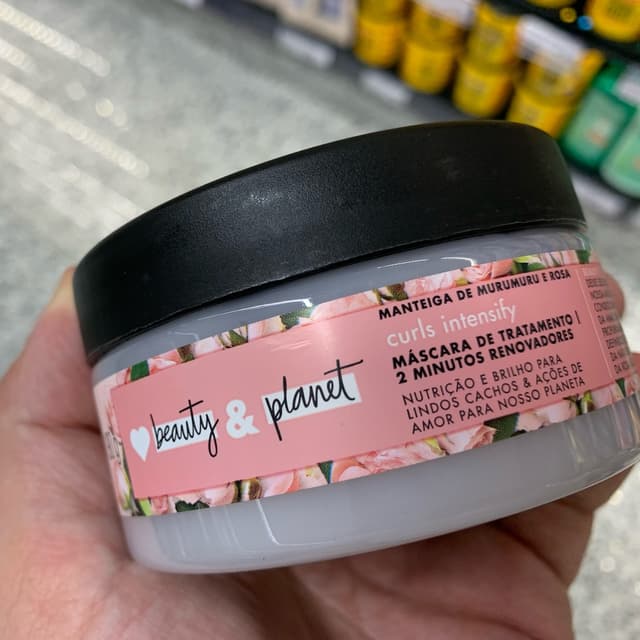 beauty & planet
MANTEIGA DE MURUMURU E ROSA
curls intensify
MÁSCARA DE TRATAMENTO |
2 MINUTOS RENOVADORES
NUTRIÇÃO E BRILHO PARA
LINDOS CACHOS & AÇÕES DE
AMOR PARA NOSSO PLANETA